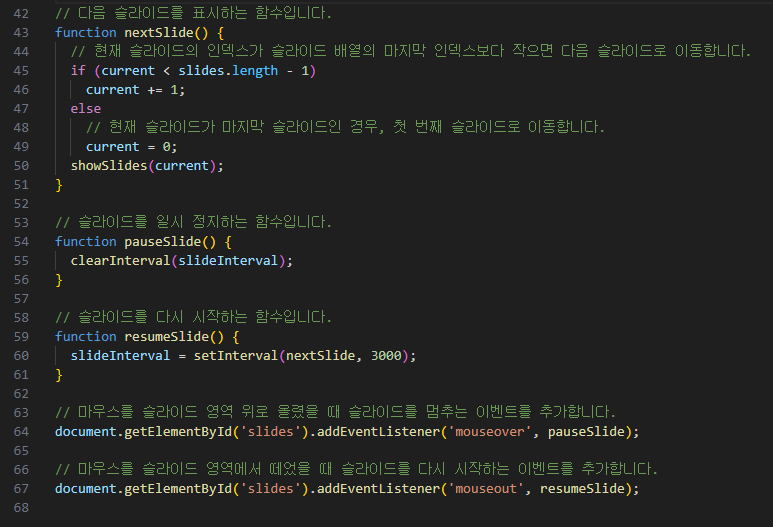 42 // 다음 슬라이드를 표시하는 함수입니다.
43 function nextSlide() {
44   // 현재 슬라이드의 인덱스가 슬라이드 배열의 마지막 인덱스보다 작으면 다음 슬라이드로 이동합니다.
45   if (current < slides.length - 1)
46     current += 1;
47   else
48     // 현재 슬라이드가 마지막 슬라이드인 경우, 첫 번째 슬라이드로 이동합니다.
49     current = 0;
50   showSlides(current);
51 }
52
53 // 슬라이드를 일시 정지하는 함수입니다.
54 function pauseSlide() {
55   clearInterval(slideInterval);
56 }
57
58 // 슬라이드를 다시 시작하는 함수입니다.
59 function resumeSlide() {
60   slideInterval = setInterval(nextSlide, 3000);
61 }
62
63 // 마우스를 슬라이드 영역 위로 올렸을 때 슬라이드를 멈추는 이벤트를 추가합니다.
64 document.getElementById('slides').addEventListener('mouseover', pauseSlide);
65
66 // 마우스를 슬라이드 영역에서 떼었을 때 슬라이드를 다시 시작하는 이벤트를 추가합니다.
67 document.getElementById('slides').addEventListener('mouseout', resumeSlide);
68